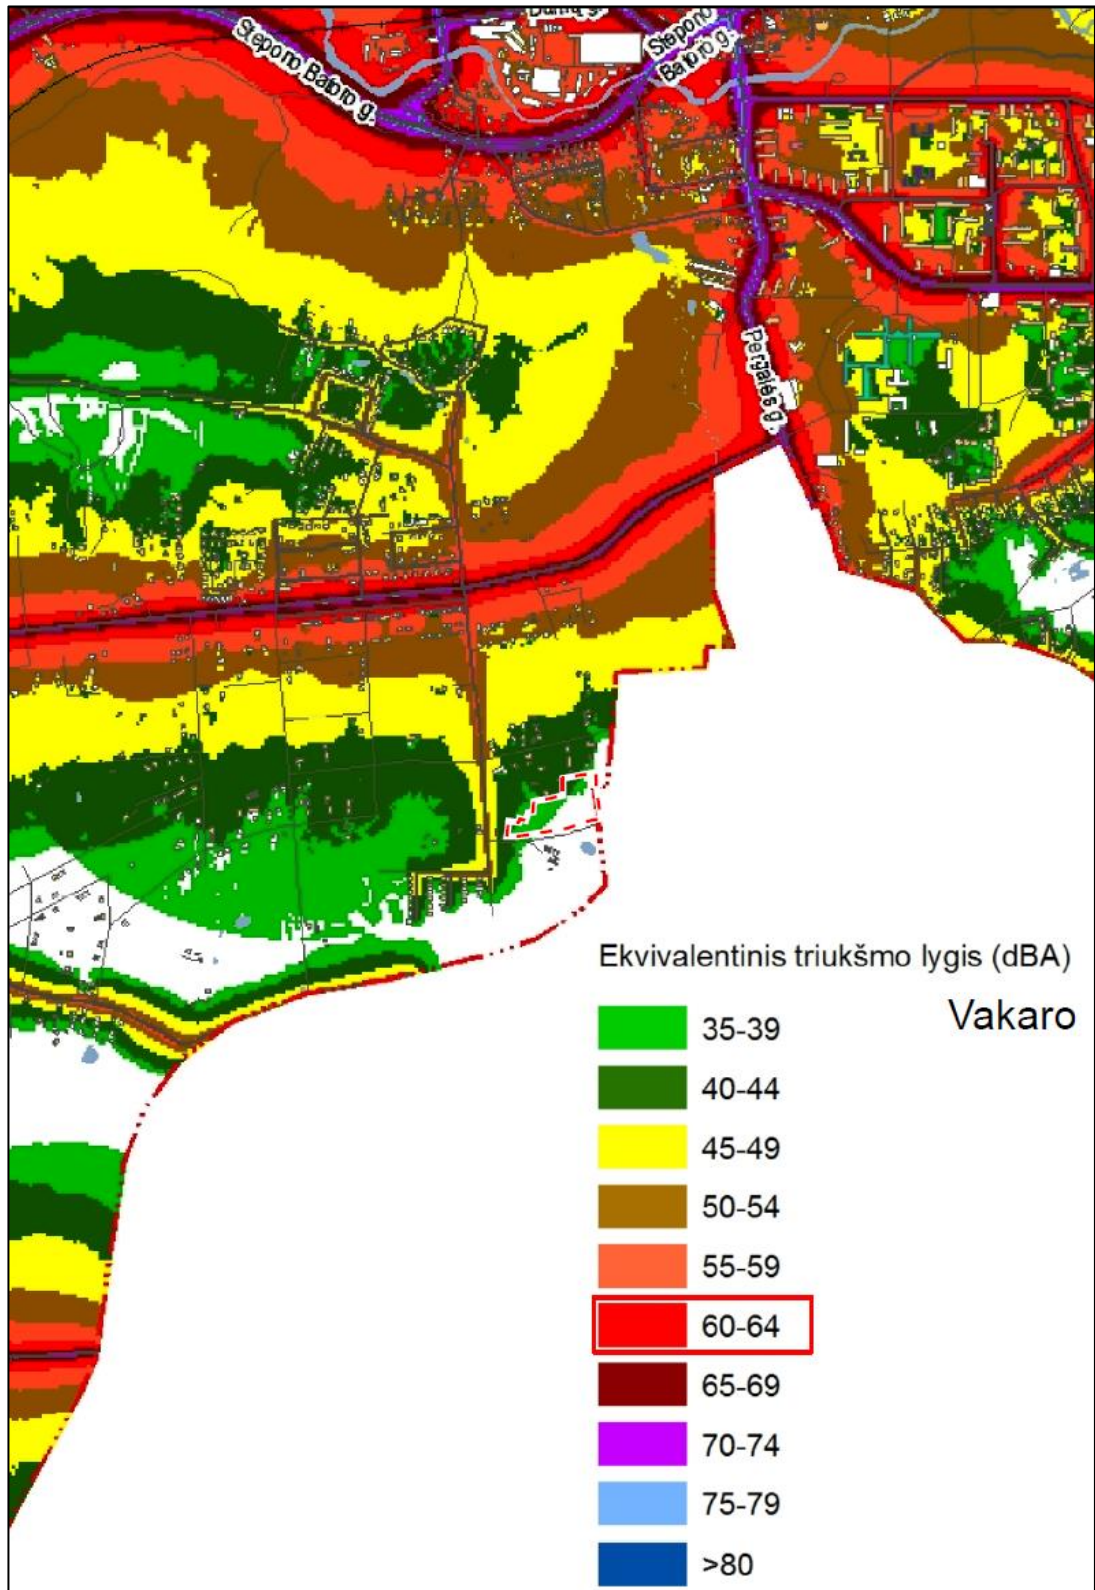 Stepono Batoro g.
Stepono
Batoro g.
Pergalės g.
Ekvivalentinis triukšmo lygis (dBA)
Vakaro
35-39
40-44
45-49
50-54
55-59
60-64
65-69
70-74
75-79
>80